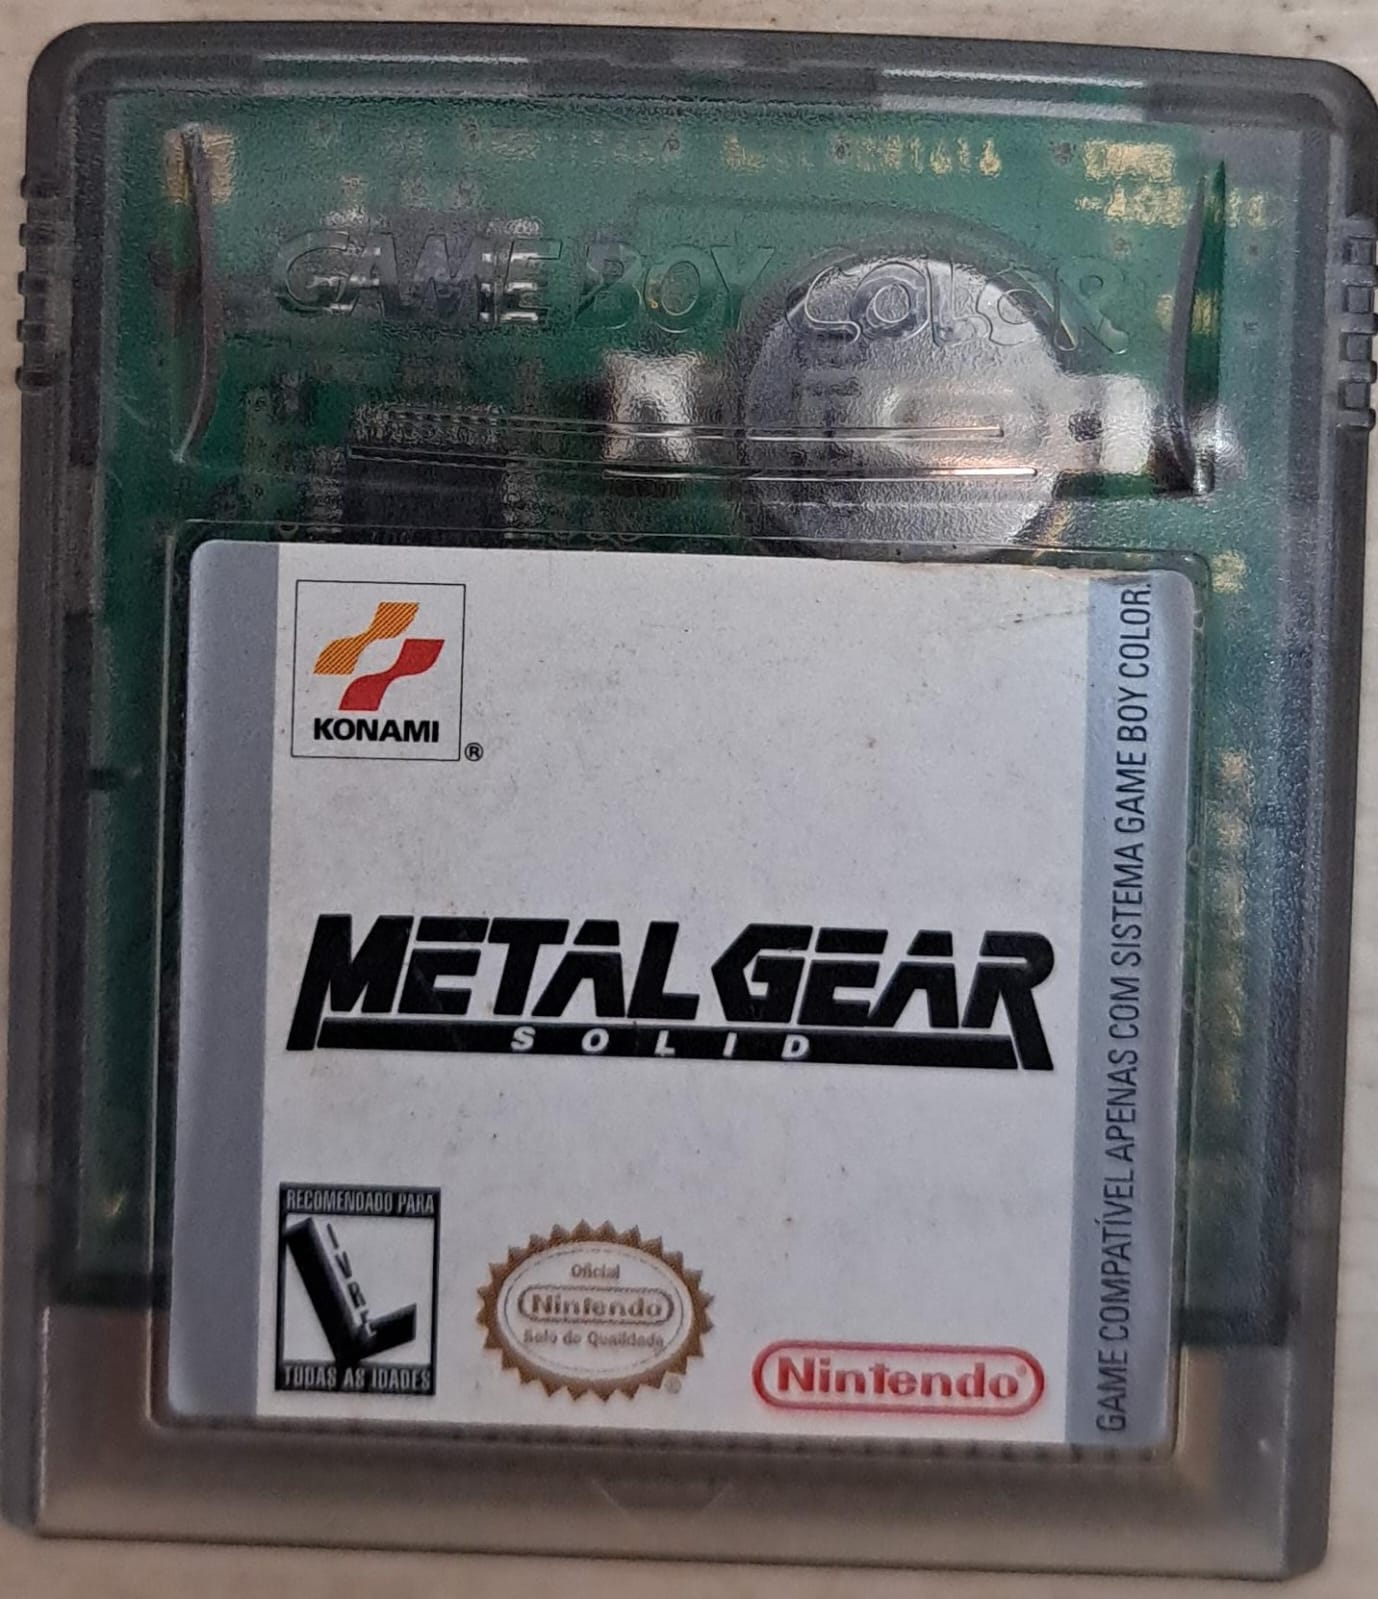 GAME BOY COLOR
KONAMI
®
METAL GEAR
SOLID
GAME COMPATÍVEL APENAS COM SISTEMA GAME BOY COLOR.
RECOMENDADO PARA
LIVRE
TODAS AS IDADES
Oficial
Nintendo
Selo de Qualidade
Nintendo®